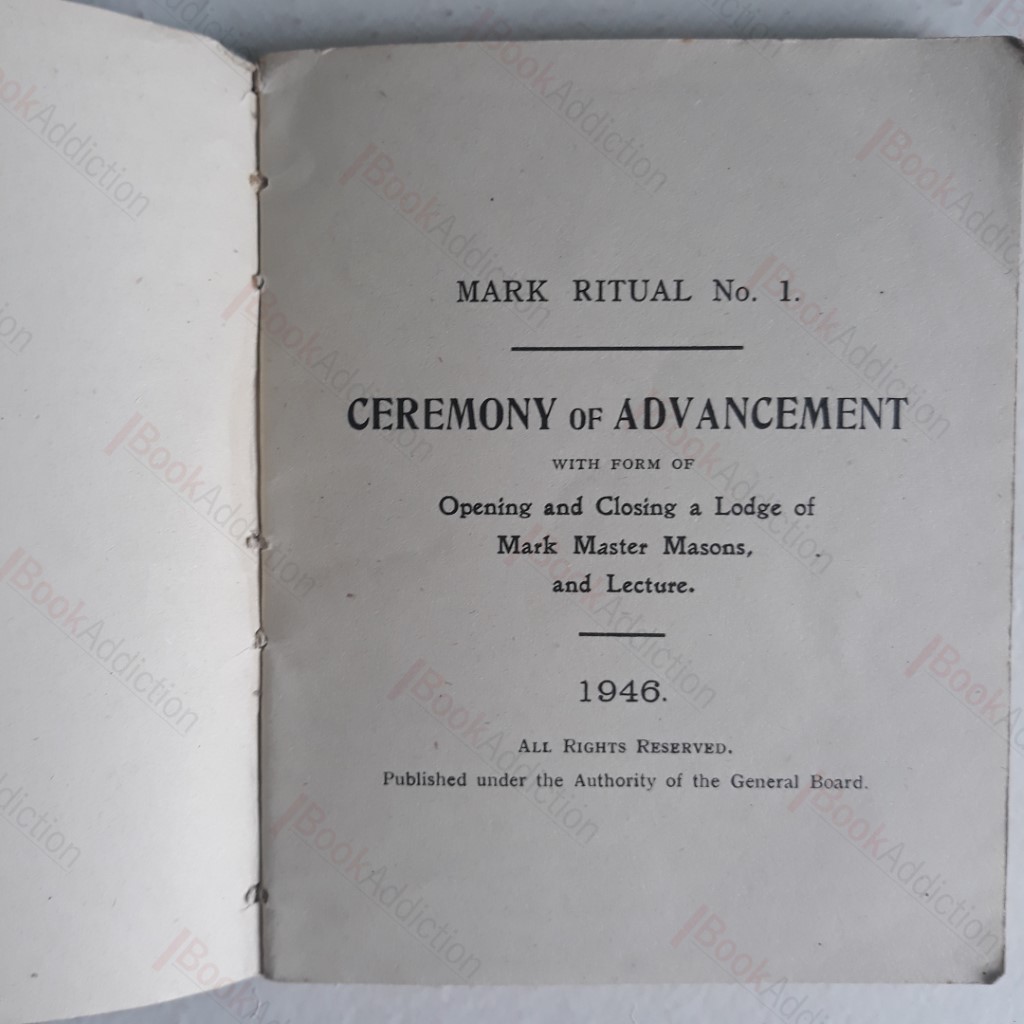 MARK RITUAL No. 1.
CEREMONY OF ADVANCEMENT
WITH FORM OF
Opening and Closing a Lodge of
Mark Master Masons,
and Lecture.
1946.
ALL RIGHTS RESERVED.
Published under the Authority of the General Board.
BookAddiction